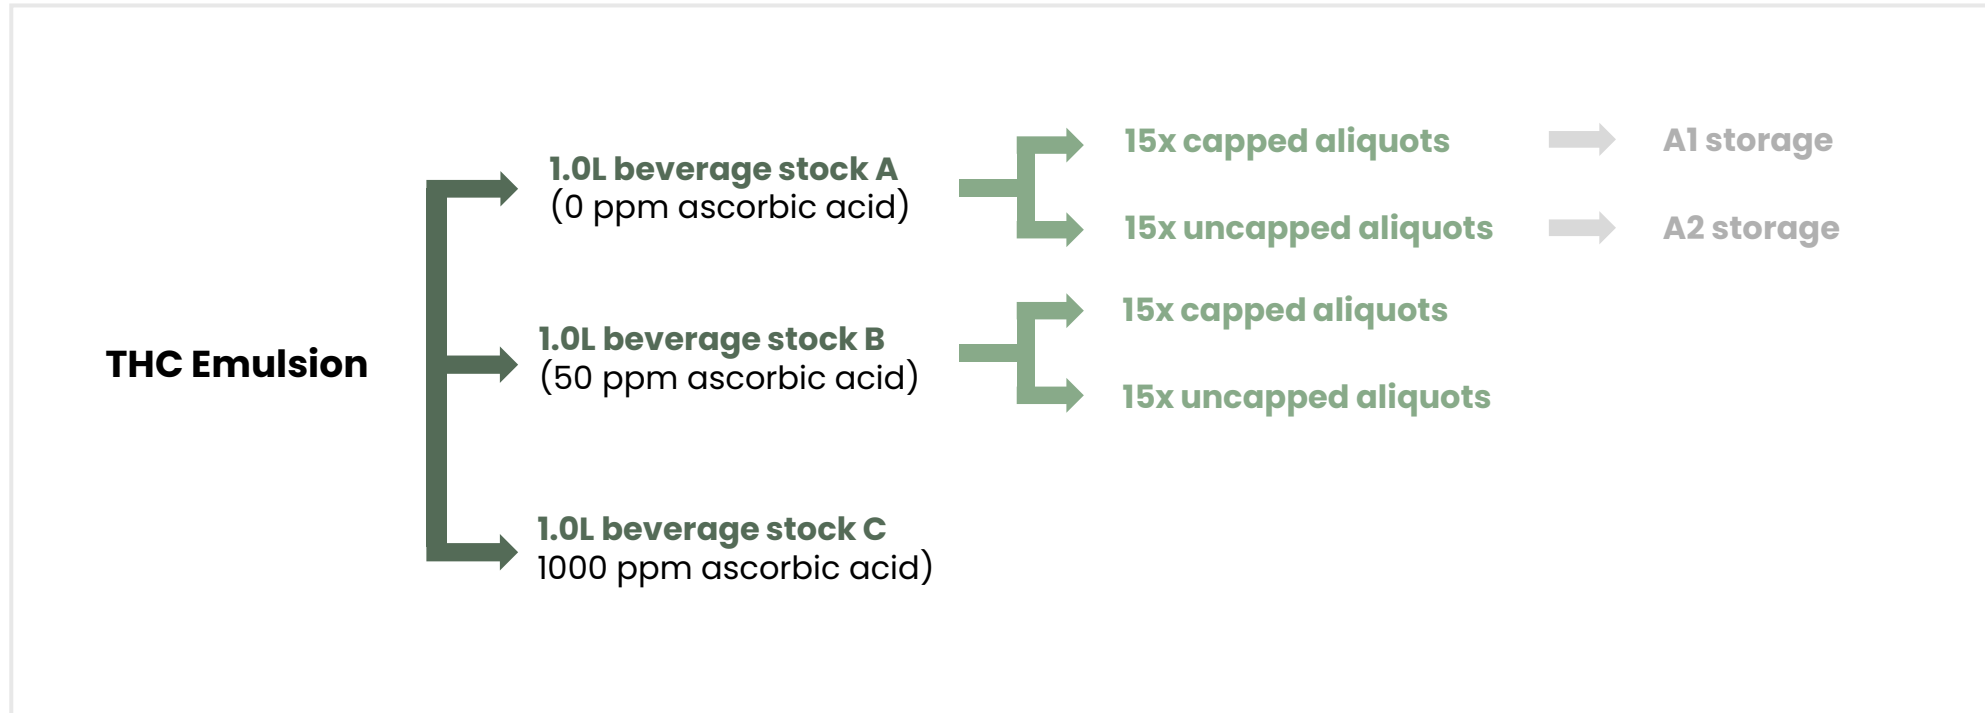 THC Emulsion
1.0L beverage stock A
(0 ppm ascorbic acid)
15x capped aliquots
A1 storage
15x uncapped aliquots
A2 storage
1.0L beverage stock B
(50 ppm ascorbic acid)
15x capped aliquots
15x uncapped aliquots
1.0L beverage stock C
1000 ppm ascorbic acid)